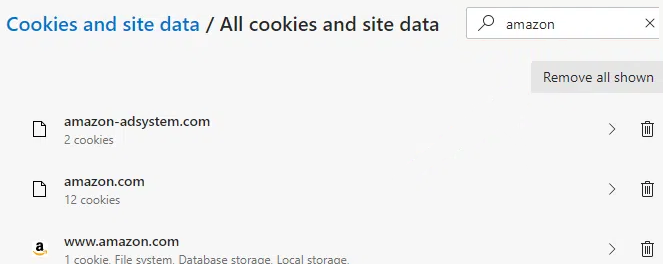 Cookies and site data / All cookies and site data
amazon
Remove all shown
amazon-adsystem.com
2 cookies
amazon.com
12 cookies
www.amazon.com
1 cookie, File system, Database storage, Local storage,